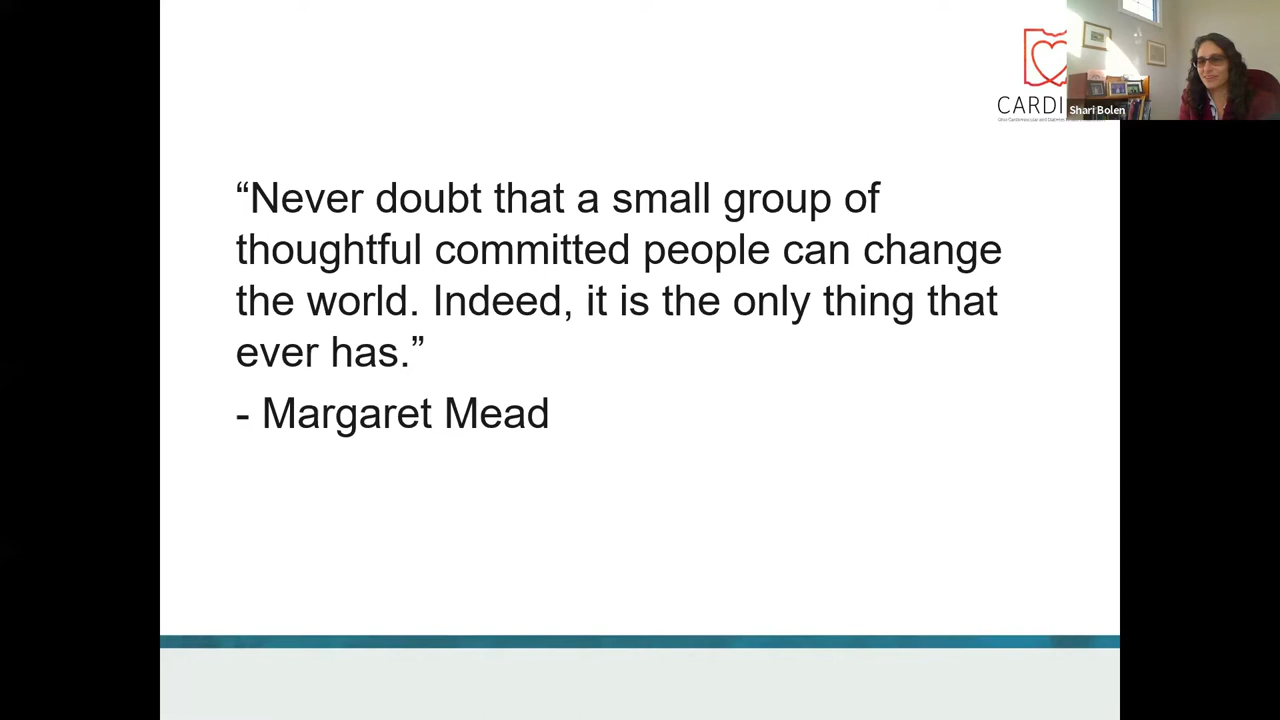 CARDI
Shari Bolen
“Never doubt that a small group of
thoughtful committed people can change
the world. Indeed, it is the only thing that
ever has.”
- Margaret Mead